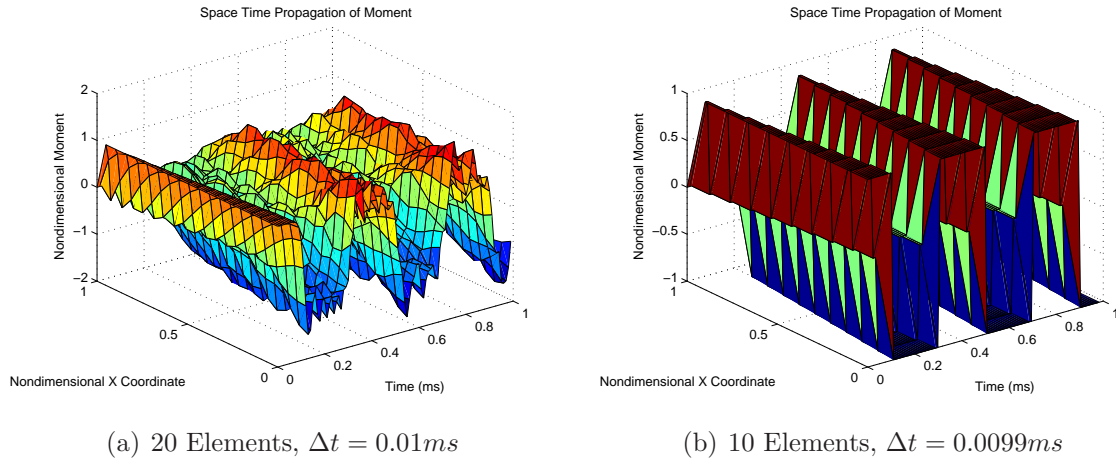 Space Time Propagation of Moment
2
1
0
−1
−2
Nondimensional Moment
1
0.5
0
Nondimensional X Coordinate
0
0.2
0.4
0.6
0.8
1
Time (ms)
(a) 20 Elements, Δt = 0.01ms
Space Time Propagation of Moment
1
0.5
0
−0.5
−1
Nondimensional Moment
1
0.5
0
Nondimensional X Coordinate
0
0.2
0.4
0.6
0.8
1
Time (ms)
(b) 10 Elements, Δt = 0.0099ms